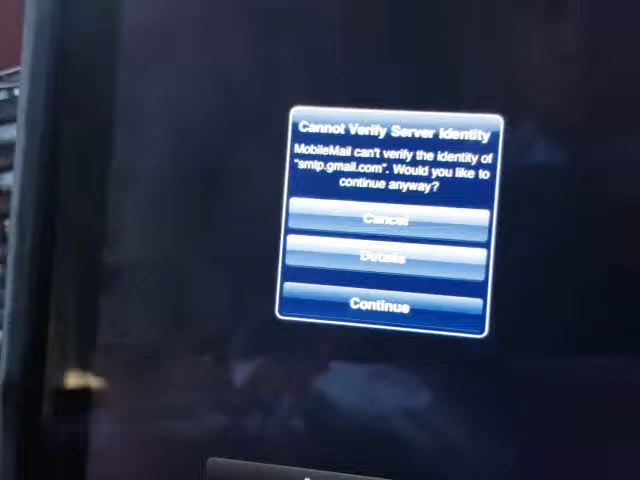 Cannot Verify Server Identity
MobileMail can't verify the identity of
"smtp.gmail.com". Would you like to
continue anyway?
Cancel
Details
Continue